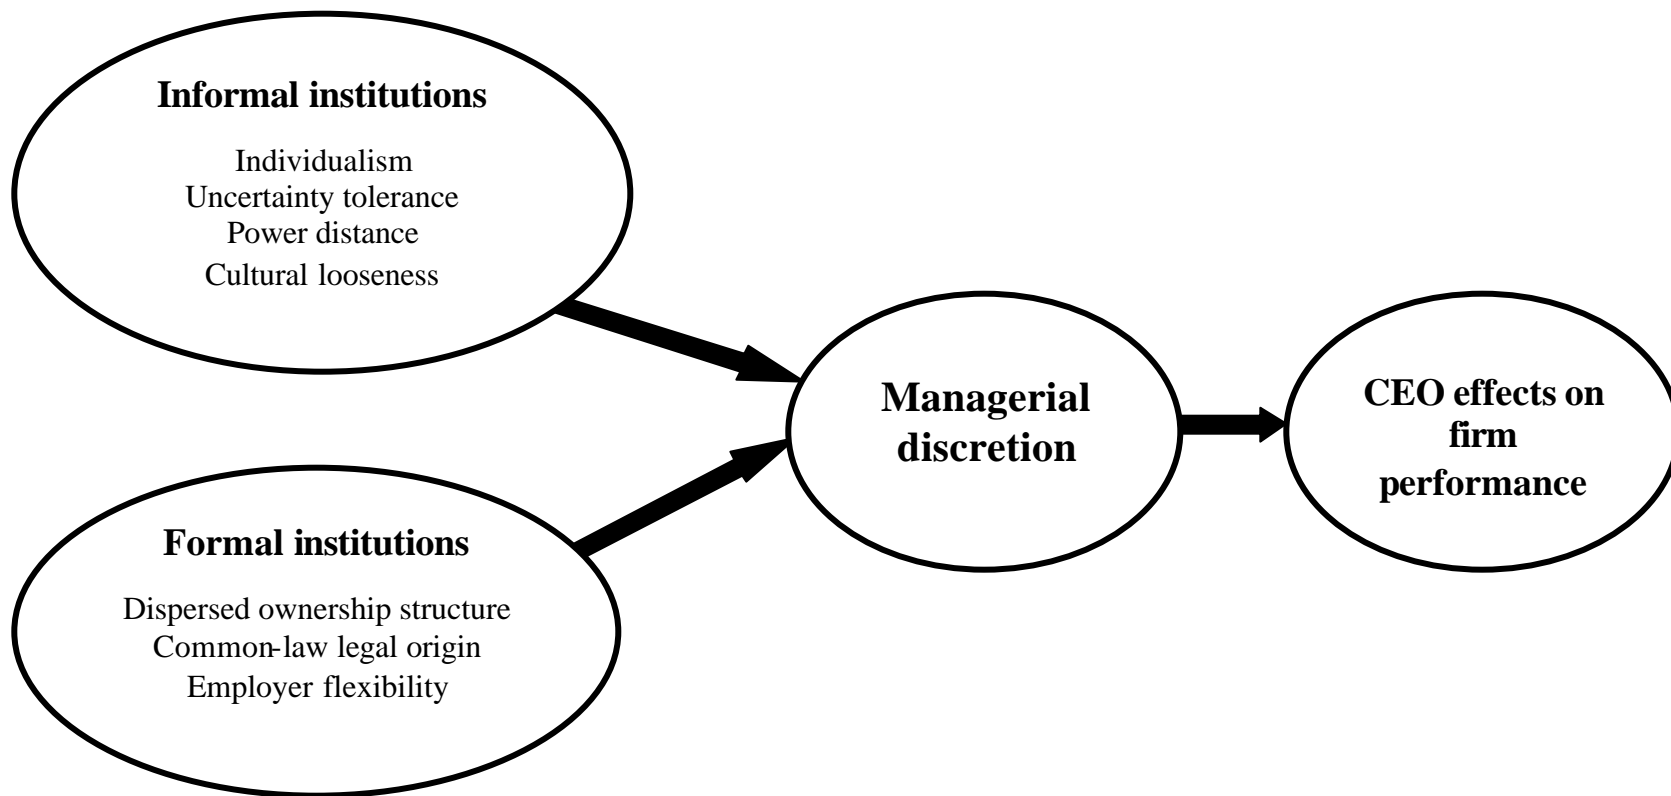 Informal institutions
Individualism
Uncertainty tolerance
Power distance
Cultural looseness
Managerial
discretion
CEO effects on
firm
performance
Formal institutions
Dispersed ownership structure
Common-law legal origin
Employer flexibility